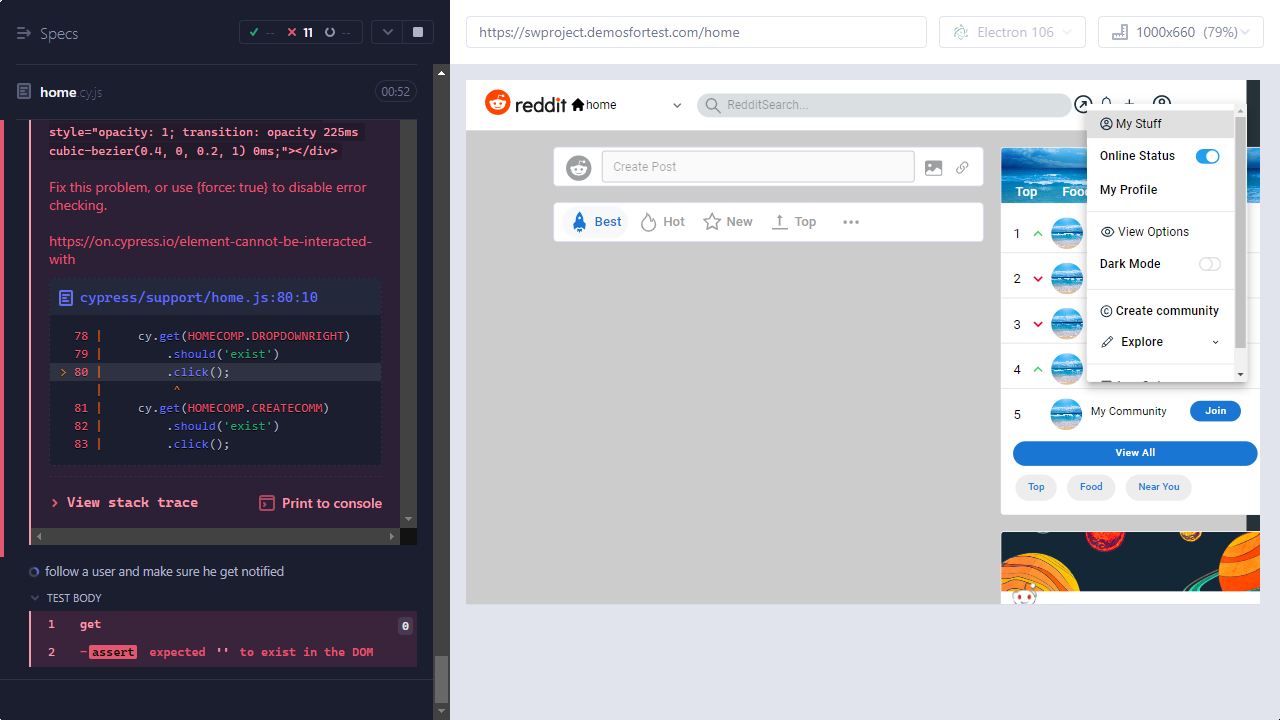 Specs
-- 11 --
home.cy.js
00:52
style="opacity: 1; transition: opacity 225ms
cubic-bezier(0.4, 0, 0.2, 1) 0ms;"></div>
Fix this problem, or use {force: true} to disable error
checking.
https://on.cypress.io/element-cannot-be-interacted-
with
cypress/support/home.js:80:10
78 | cy.get(HOMECOMP.DROPDOWNRIGHT)
79 | .should('exist')
> 80 | .click();
| ^
81 | cy.get(HOMECOMP.CREATECOMM)
82 | .should('exist')
83 | .click();
> View stack trace
Print to console
follow a user and make sure he get notified
TEST BODY
1 get 0
2 -assert expected '' to exist in the DOM
https://swproject.demosfortest.com/home
Electron 106
1000x660 (79%)
reddit
home
RedditSearch...
Create Post
Best
Hot
New
Top
•••
Top
Food
1
2
3
4
5
My Community
Join
View All
Top
Food
Near You
My Stuff
Online Status
My Profile
View Options
Dark Mode
Create community
Explore